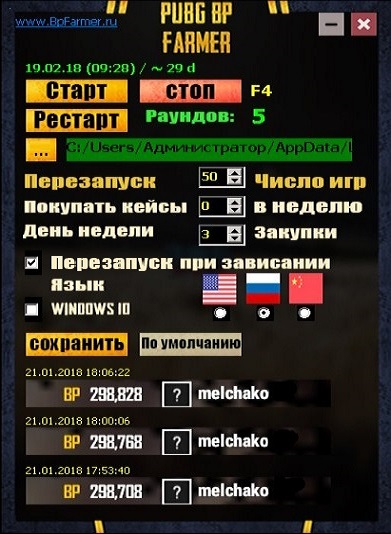 PUBG BP
www.BpFarmer.ru
FARMER
19.02.18 (09:28) / ~ 29 d
Старт стоп F4
Рестарт Раундов: 5
... C:/Users/Администратор/AppData/L
Перезапуск 50 Число игр
Покупать кейсы 0 в неделю
День недели 3 Закупки
Перезапуск при зависании
Язык
WINDOWS 10
сохранить По умолчанию
21.01.2018 18:06:22
BP 298,828 ? melchako
21.01.2018 18:00:06
BP 298,768 ? melchako
21.01.2018 17:53:40
BP 298,708 ? melchako